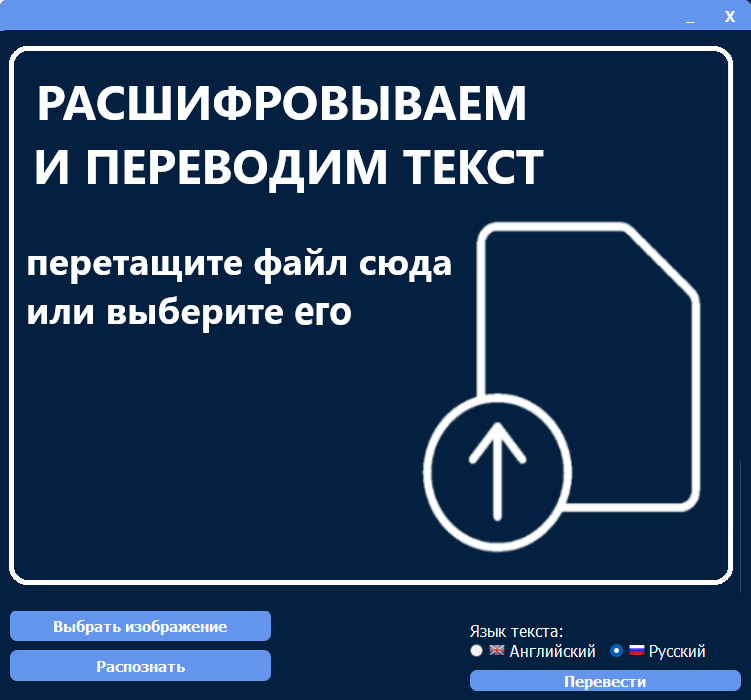 _ X
РАСШИФРОВЫВАЕМ
И ПЕРЕВОДИМ ТЕКСТ
перетащите файл сюда
или выберите его
Выбрать изображение
Распознать
Язык текста:
Английский Русский
Перевести